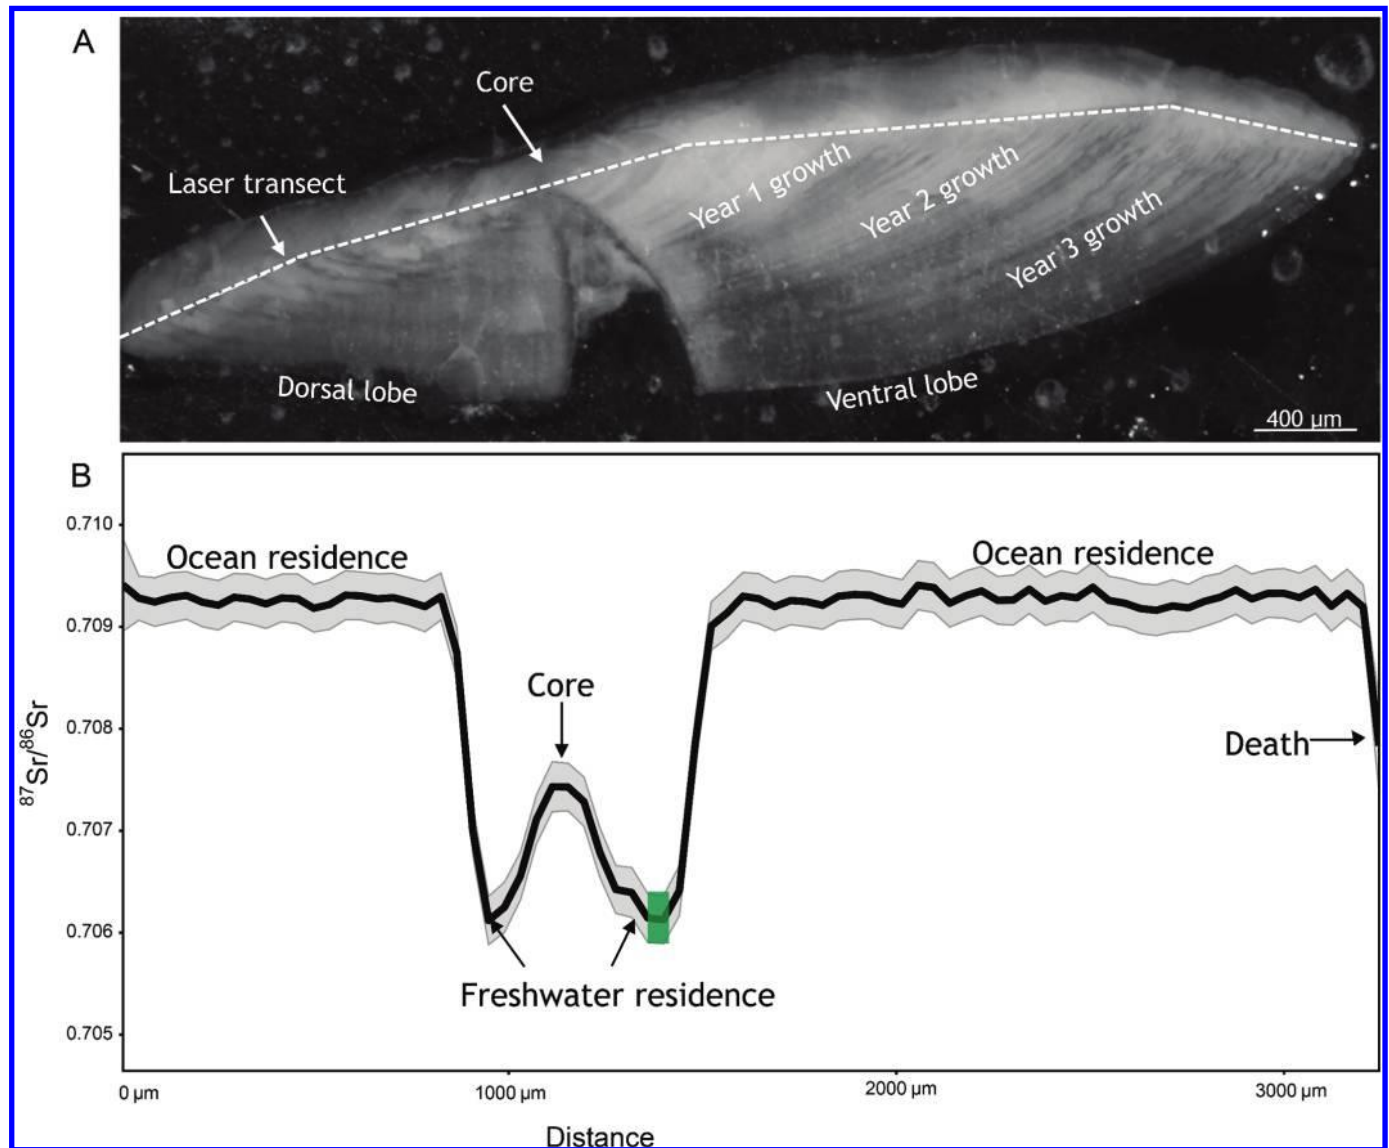 A
Core
Laser transect
Year 1 growth
Year 2 growth
Year 3 growth
Dorsal lobe
Ventral lobe
400 µm
B
0.710
Ocean residence
Ocean residence
0.709
Core
0.708
Death
87Sr/86Sr
0.707
0.706
Freshwater residence
0.705
0 µm
1000 µm
2000 µm
3000 µm
Distance